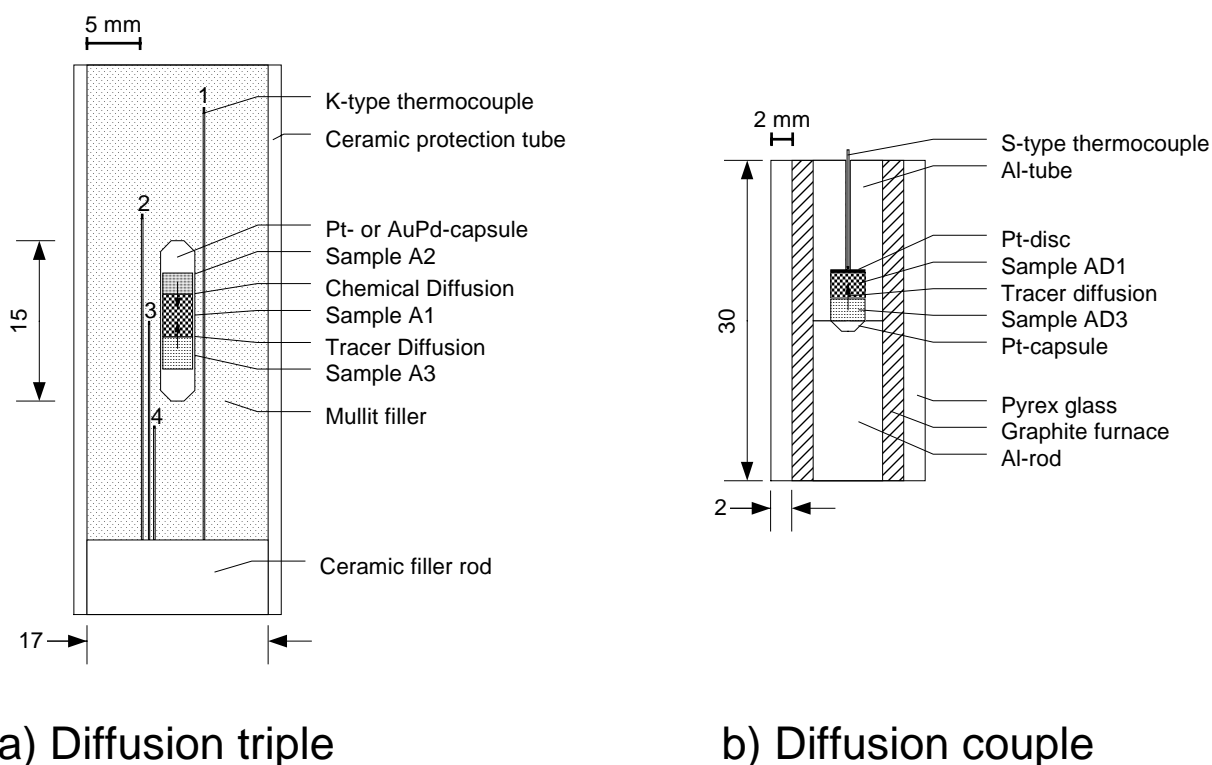 5 mm
1
K-type thermocouple
Ceramic protection tube
2
Pt- or AuPd-capsule
Sample A2
Chemical Diffusion
3
Sample A1
Tracer Diffusion
Sample A3
15
4
Mullit filler
Ceramic filler rod
17
a) Diffusion triple
2 mm
S-type thermocouple
Al-tube
Pt-disc
Sample AD1
Tracer diffusion
Sample AD3
Pt-capsule
30
Pyrex glass
Graphite furnace
Al-rod
2
b) Diffusion couple